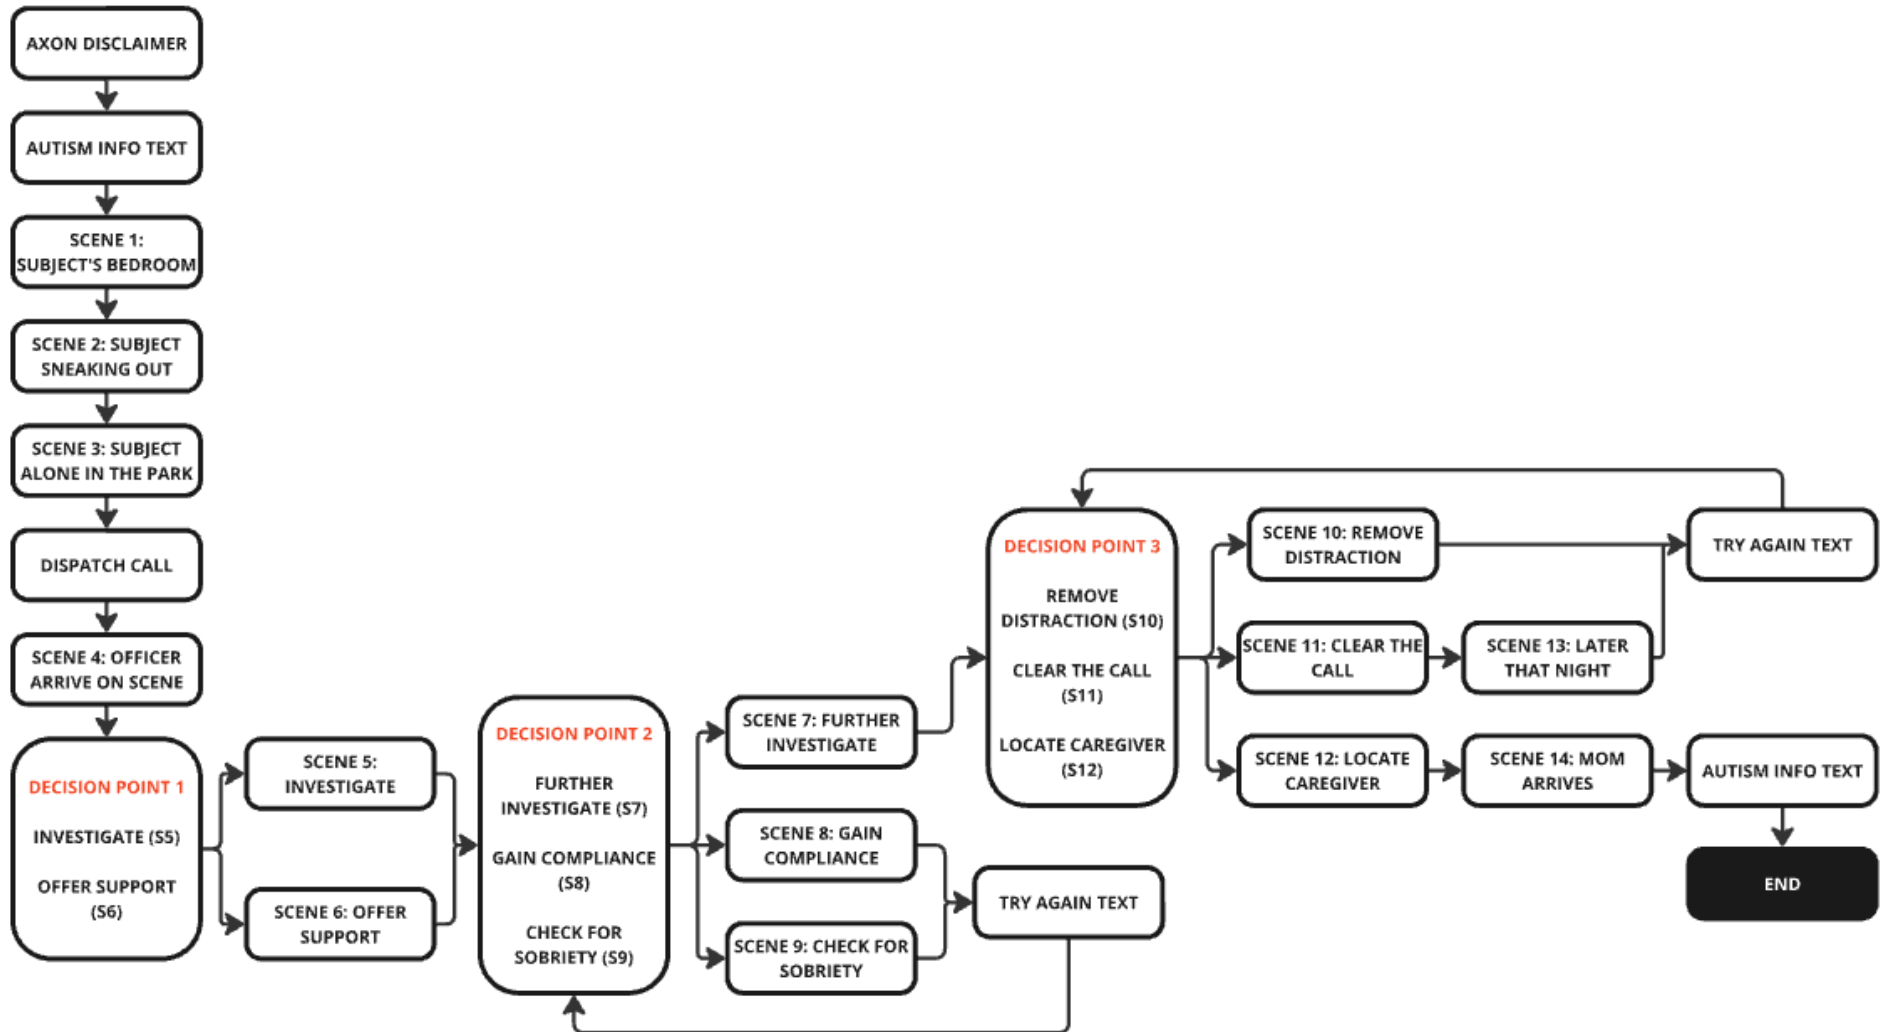 AXON DISCLAIMER
AUTISM INFO TEXT
SCENE 1:
SUBJECT'S BEDROOM
SCENE 2: SUBJECT
SNEAKING OUT
SCENE 3: SUBJECT
ALONE IN THE PARK
DISPATCH CALL
SCENE 4: OFFICER
ARRIVE ON SCENE
DECISION POINT 1
INVESTIGATE (S5)
OFFER SUPPORT
(S6)
SCENE 5:
INVESTIGATE
SCENE 6: OFFER
SUPPORT
DECISION POINT 2
FURTHER
INVESTIGATE (S7)
GAIN COMPLIANCE
(S8)
CHECK FOR
SOBRIETY (S9)
SCENE 7: FURTHER
INVESTIGATE
SCENE 8: GAIN
COMPLIANCE
SCENE 9: CHECK FOR
SOBRIETY
TRY AGAIN TEXT
DECISION POINT 3
REMOVE
DISTRACTION (S10)
CLEAR THE CALL
(S11)
LOCATE CAREGIVER
(S12)
SCENE 10: REMOVE
DISTRACTION
TRY AGAIN TEXT
SCENE 11: CLEAR THE
CALL
SCENE 13: LATER
THAT NIGHT
SCENE 12: LOCATE
CAREGIVER
SCENE 14: MOM
ARRIVES
AUTISM INFO TEXT
END